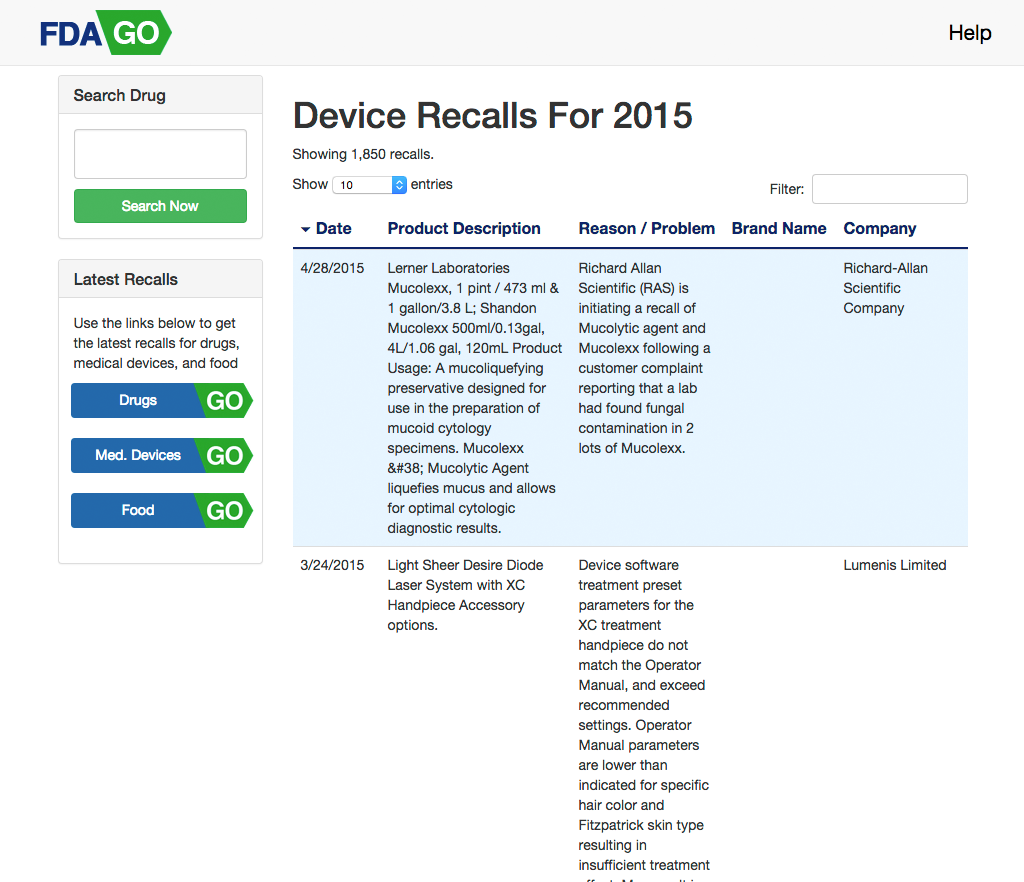 FDA GO
Help
Search Drug
Search Now
Latest Recalls
Use the links below to get
the latest recalls for drugs,
medical devices, and food
Drugs GO
Med. Devices GO
Food GO
Device Recalls For 2015
Showing 1,850 recalls.
Show 10 entries
Filter:
Date Product Description Reason / Problem Brand Name Company
4/28/2015
Lerner Laboratories
Mucolexx, 1 pint / 473 ml &
1 gallon/3.8 L; Shandon
Mucolexx 500ml/0.13gal,
4L/1.06 gal, 120mL Product
Usage: A mucoliquefying
preservative designed for
use in the preparation of
mucoid cytology
specimens. Mucolexx
&#38; Mucolytic Agent
liquefies mucus and allows
for optimal cytologic
diagnostic results.
Richard Allan
Scientific (RAS) is
initiating a recall of
Mucolytic agent and
Mucolexx following a
customer complaint
reporting that a lab
had found fungal
contamination in 2
lots of Mucolexx.
Richard-Allan
Scientific
Company
3/24/2015
Light Sheer Desire Diode
Laser System with XC
Handpiece Accessory
options.
Device software
treatment preset
parameters for the
XC treatment
handpiece do not
match the Operator
Manual, and exceed
recommended
settings. Operator
Manual parameters
are lower than
indicated for specific
hair color and
Fitzpatrick skin type
resulting in
insufficient treatment
Lumenis Limited